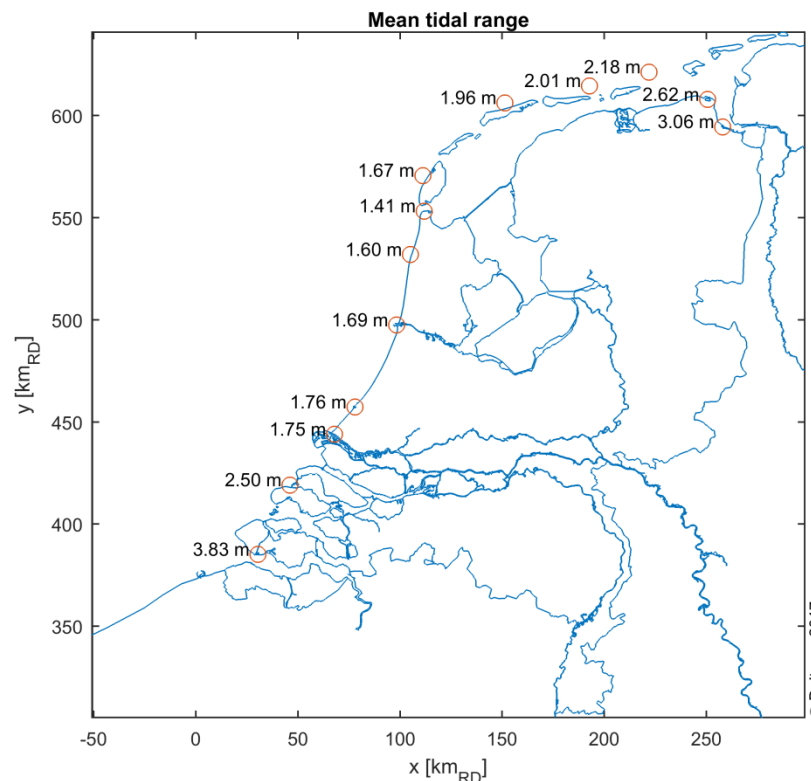 Mean tidal range
2.18 m
2.01 m
1.96 m
2.62 m
3.06 m
1.67 m
1.41 m
1.60 m
1.69 m
1.76 m
1.75 m
2.50 m
3.83 m
600
550
500
450
400
350
y [km_RD]
-50 0 50 100 150 200 250
x [km_RD]